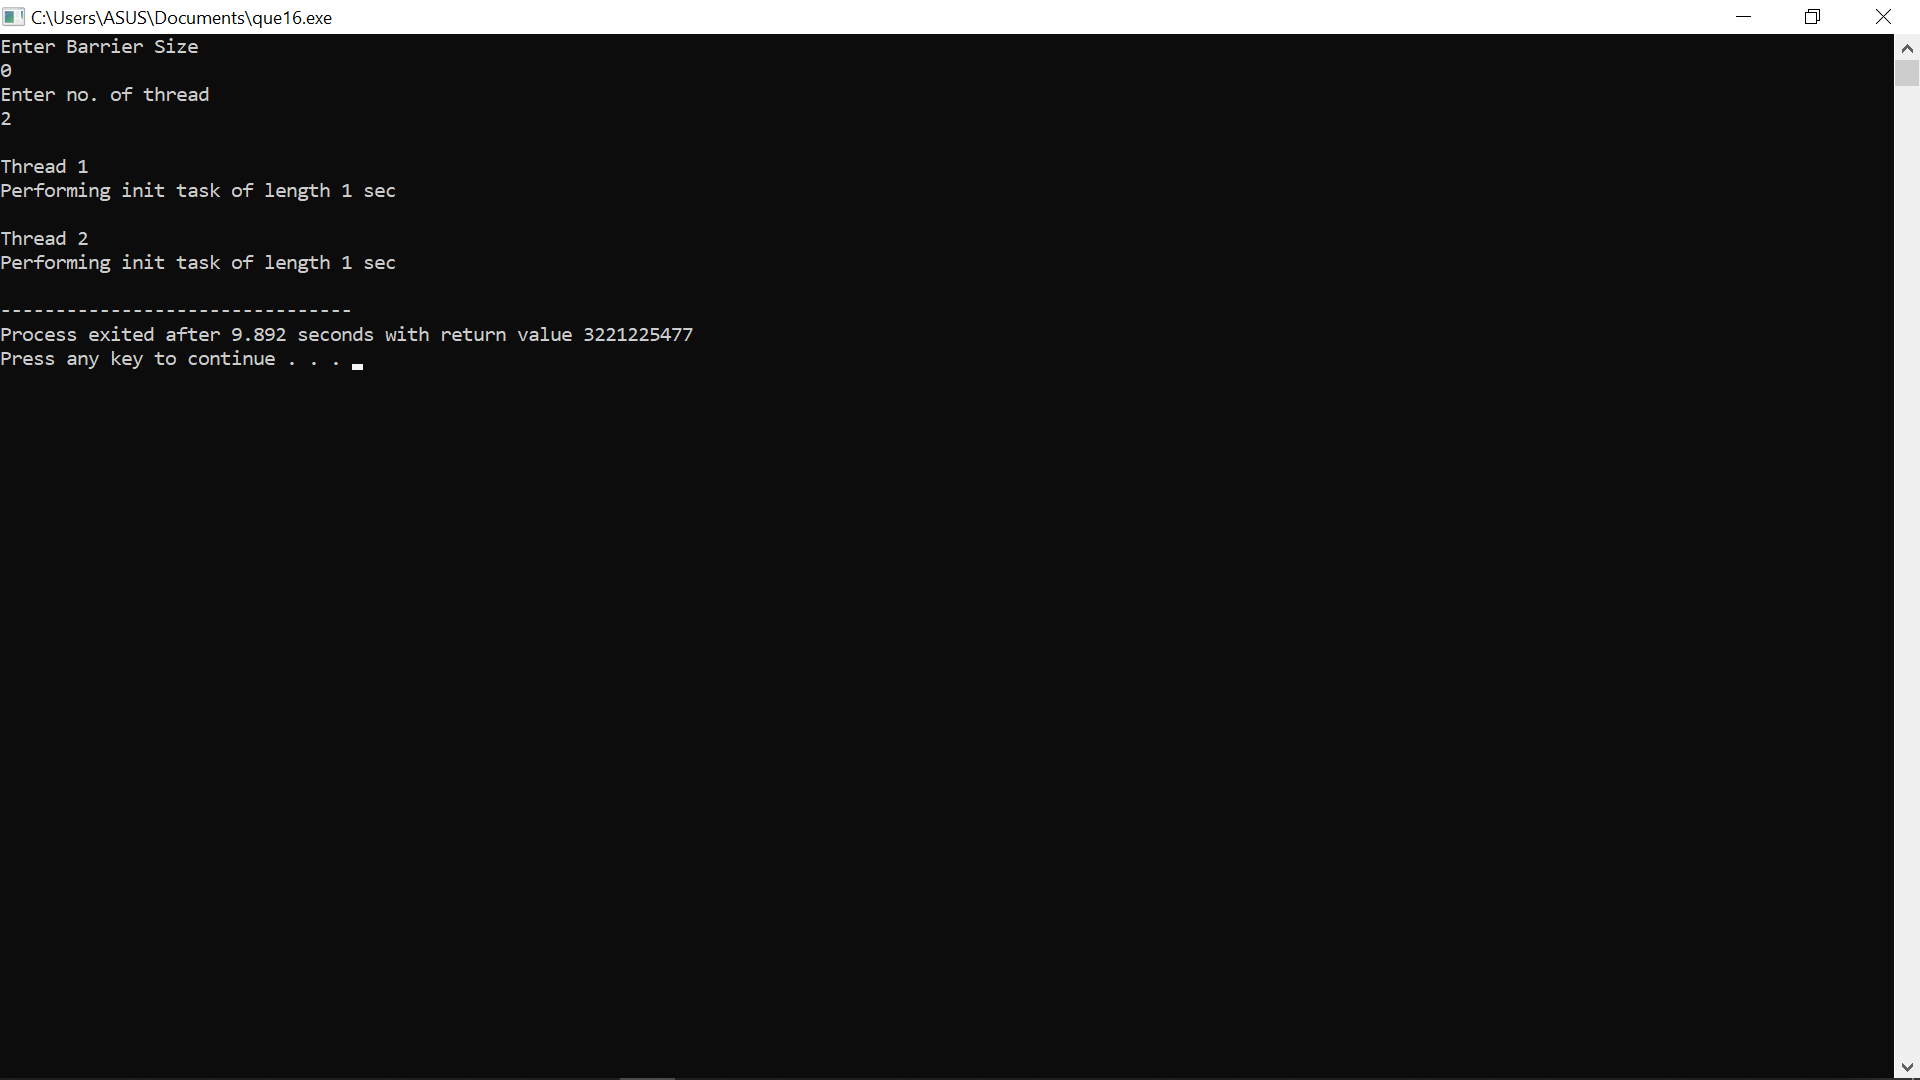 C:\Users\ASUS\Documents\que16.exe
Enter Barrier Size
0
Enter no. of thread
2
Thread 1
Performing init task of length 1 sec
Thread 2
Performing init task of length 1 sec
--------------------------------
Process exited after 9.892 seconds with return value 3221225477
Press any key to continue . . .